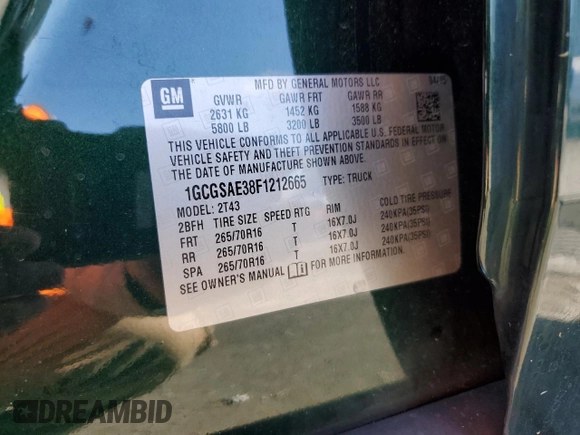 MFD BY GENERAL MOTORS LLC 04/15
GM
GVWR GAWR FRT GAWR RR
2631 KG 1452 KG 1588 KG
5800 LB 3200 LB 3500 LB
THIS VEHICLE CONFORMS TO ALL APPLICABLE U.S. FEDERAL MOTOR
VEHICLE SAFETY AND THEFT PREVENTION STANDARDS IN EFFECT ON
THE DATE OF MANUFACTURE SHOWN ABOVE.
1GCGSAE38F1212665 TYPE: TRUCK
MODEL: 2T43
2BFH TIRE SIZE SPEED RTG RIM COLD TIRE PRESSURE
FRT 265/70R16 T 16X7.0J 240KPA(35PSI)
RR 265/70R16 T 16X7.0J 240KPA(35PSI)
SPA 265/70R16 T 16X7.0J 240KPA(35PSI)
SEE OWNER'S MANUAL FOR MORE INFORMATION.
DREAMBID